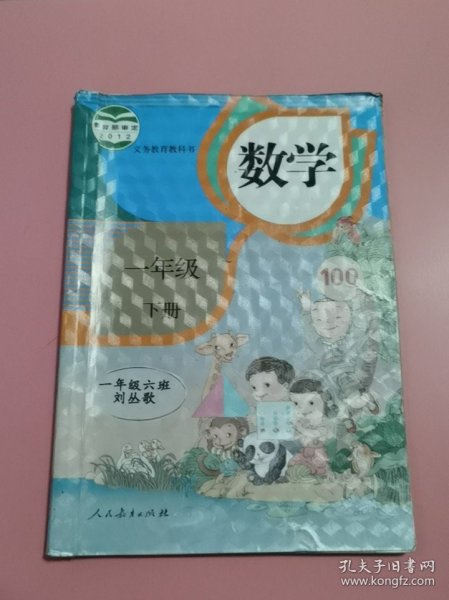 教育部审定
2012
义务教育教科书
数学
一年级
下册
100
一年级六班
刘丛歌
人民教育出版社
孔夫子旧书网
www.kongfz.com